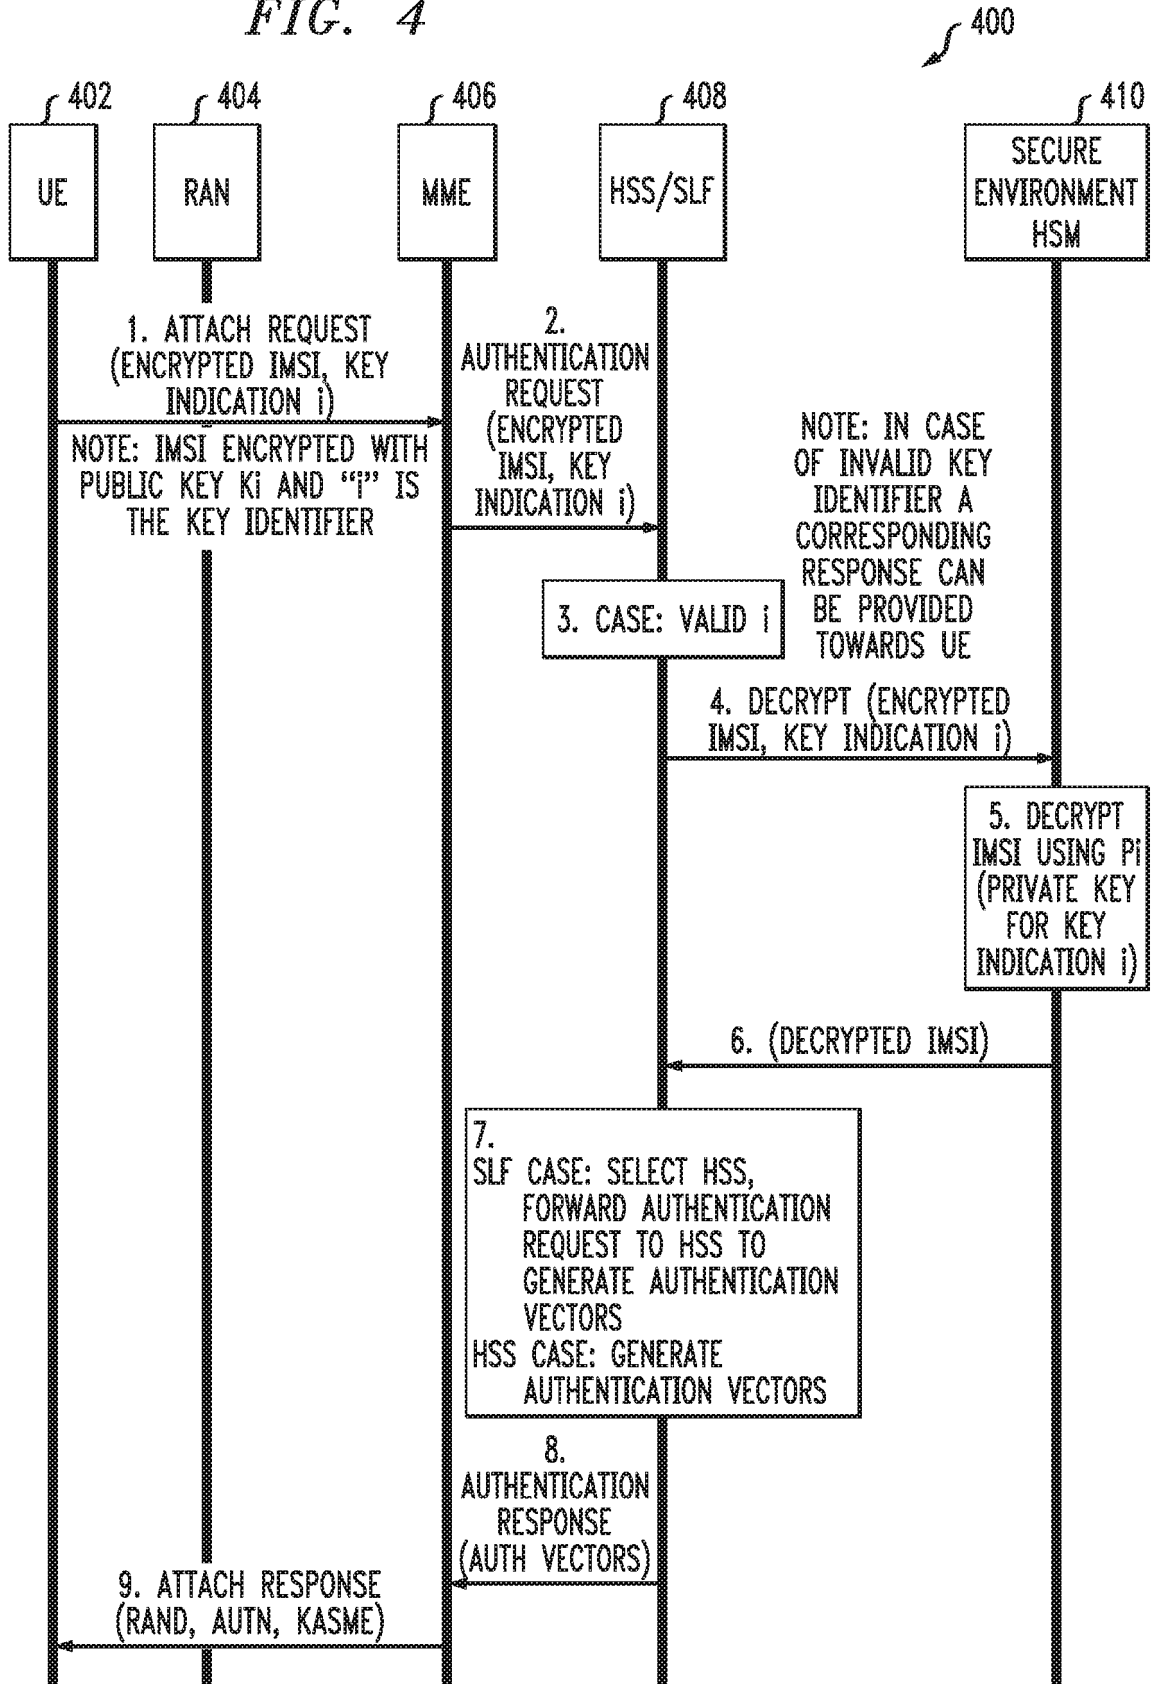 FIG. 4
400
402
404
406
408
410
UE
RAN
MME
HSS/SLF
SECURE
ENVIRONMENT
HSM
1. ATTACH REQUEST
(ENCRYPTED IMSI, KEY
INDICATION i)
NOTE: IMSI ENCRYPTED WITH
PUBLIC KEY Ki AND “i” IS
THE KEY IDENTIFIER
2.
AUTHENTICATION
REQUEST
(ENCRYPTED
IMSI, KEY
INDICATION i)
NOTE: IN CASE
OF INVALID KEY
IDENTIFIER A
CORRESPONDING
RESPONSE CAN
BE PROVIDED
TOWARDS UE
3. CASE: VALID i
4. DECRYPT (ENCRYPTED
IMSI, KEY INDICATION i)
5. DECRYPT
IMSI USING Pi
(PRIVATE KEY
FOR KEY
INDICATION i)
6. (DECRYPTED IMSI)
7.
SLF CASE: SELECT HSS,
FORWARD AUTHENTICATION
REQUEST TO HSS TO
GENERATE AUTHENTICATION
VECTORS
HSS CASE: GENERATE
AUTHENTICATION VECTORS
8.
AUTHENTICATION
RESPONSE
(AUTH VECTORS)
9. ATTACH RESPONSE
(RAND, AUTN, KASME)